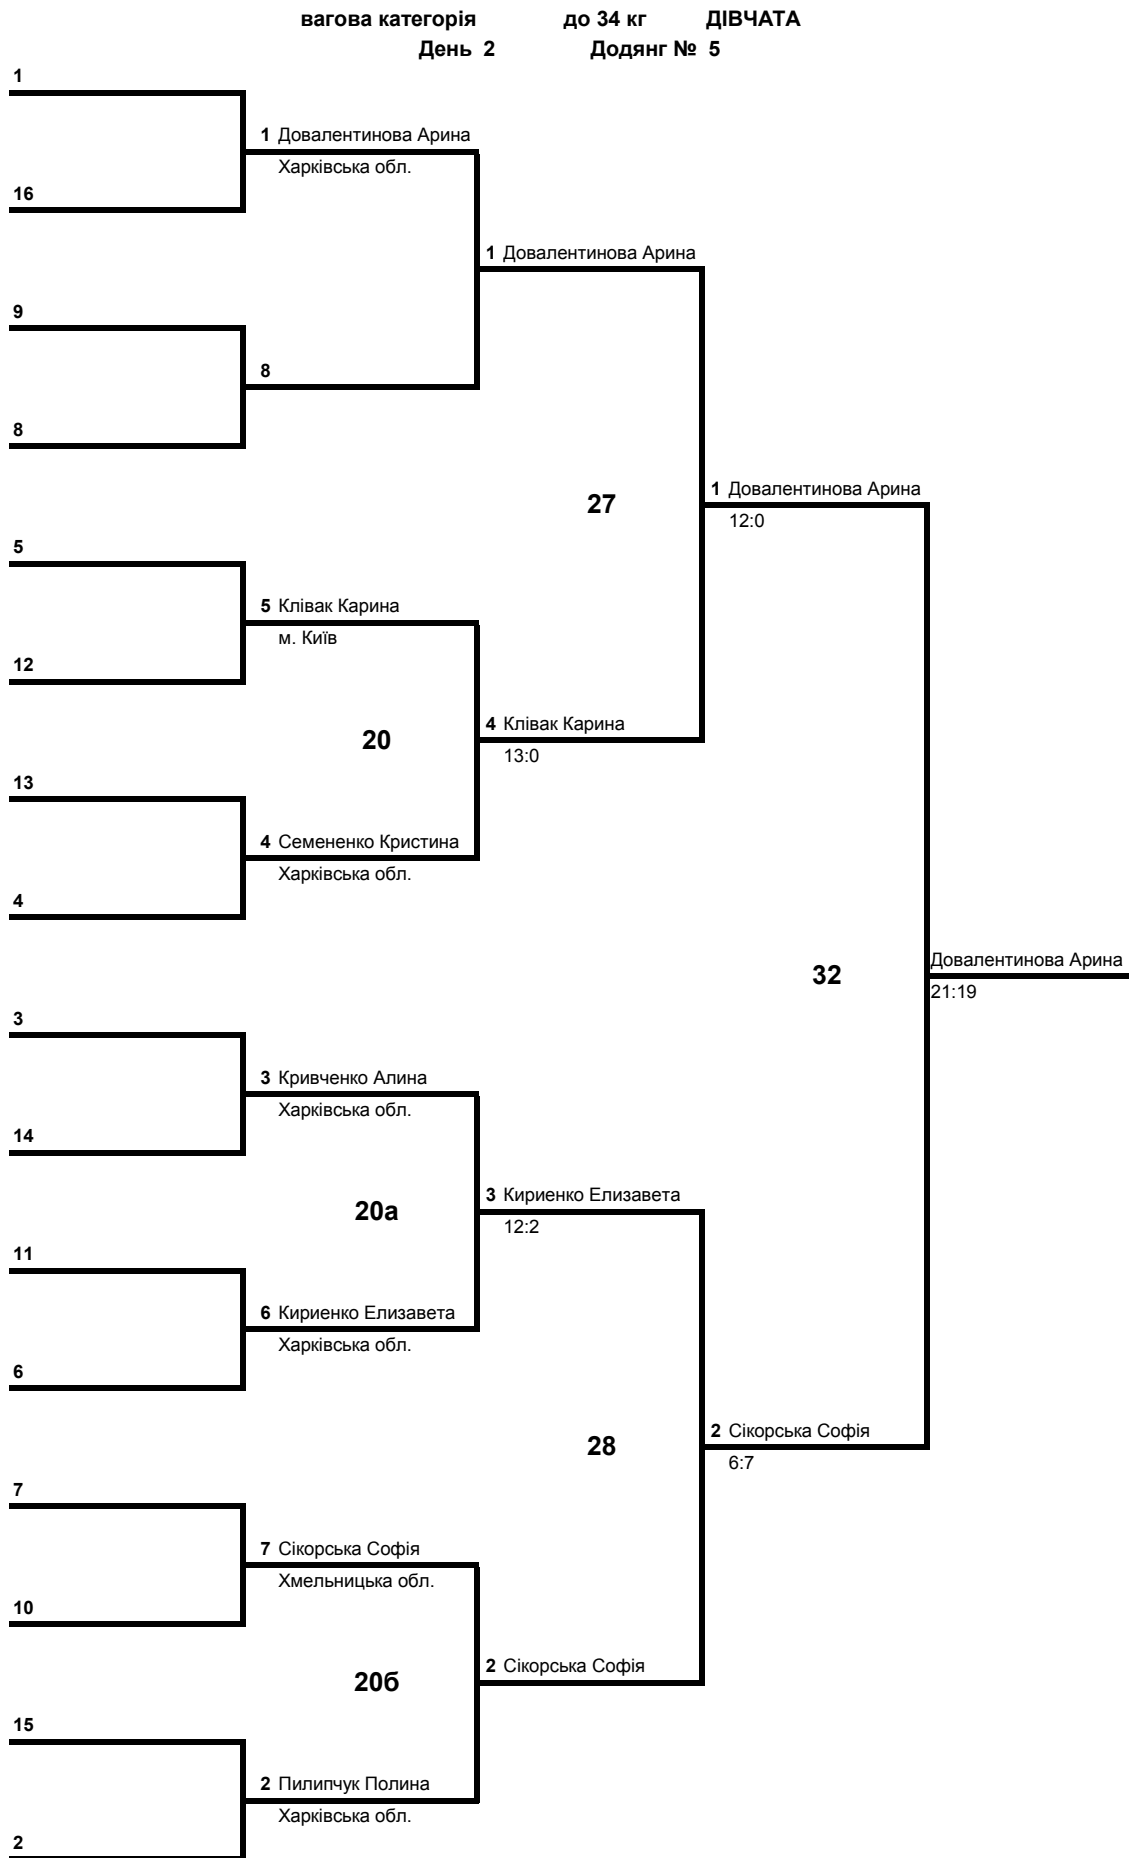 вагова категорія до 34 кг ДІВЧАТА
День 2 Додянг № 5
1
1 Довалентинова Арина
Харківська обл.
16
1 Довалентинова Арина
9
8
8
1 Довалентинова Арина
27
12:0
5
5 Клівак Карина
м. Київ
12
4 Клівак Карина
20
13:0
13
4 Семененко Кристина
Харківська обл.
4
Довалентинова Арина
32
21:19
3
3 Кривченко Алина
Харківська обл.
14
3 Кириенко Елизавета
20а
12:2
11
6 Кириенко Елизавета
Харківська обл.
6
2 Сікорська Софія
28
6:7
7
7 Сікорська Софія
Хмельницька обл.
10
2 Сікорська Софія
20б
15
2 Пилипчук Полина
Харківська обл.
2